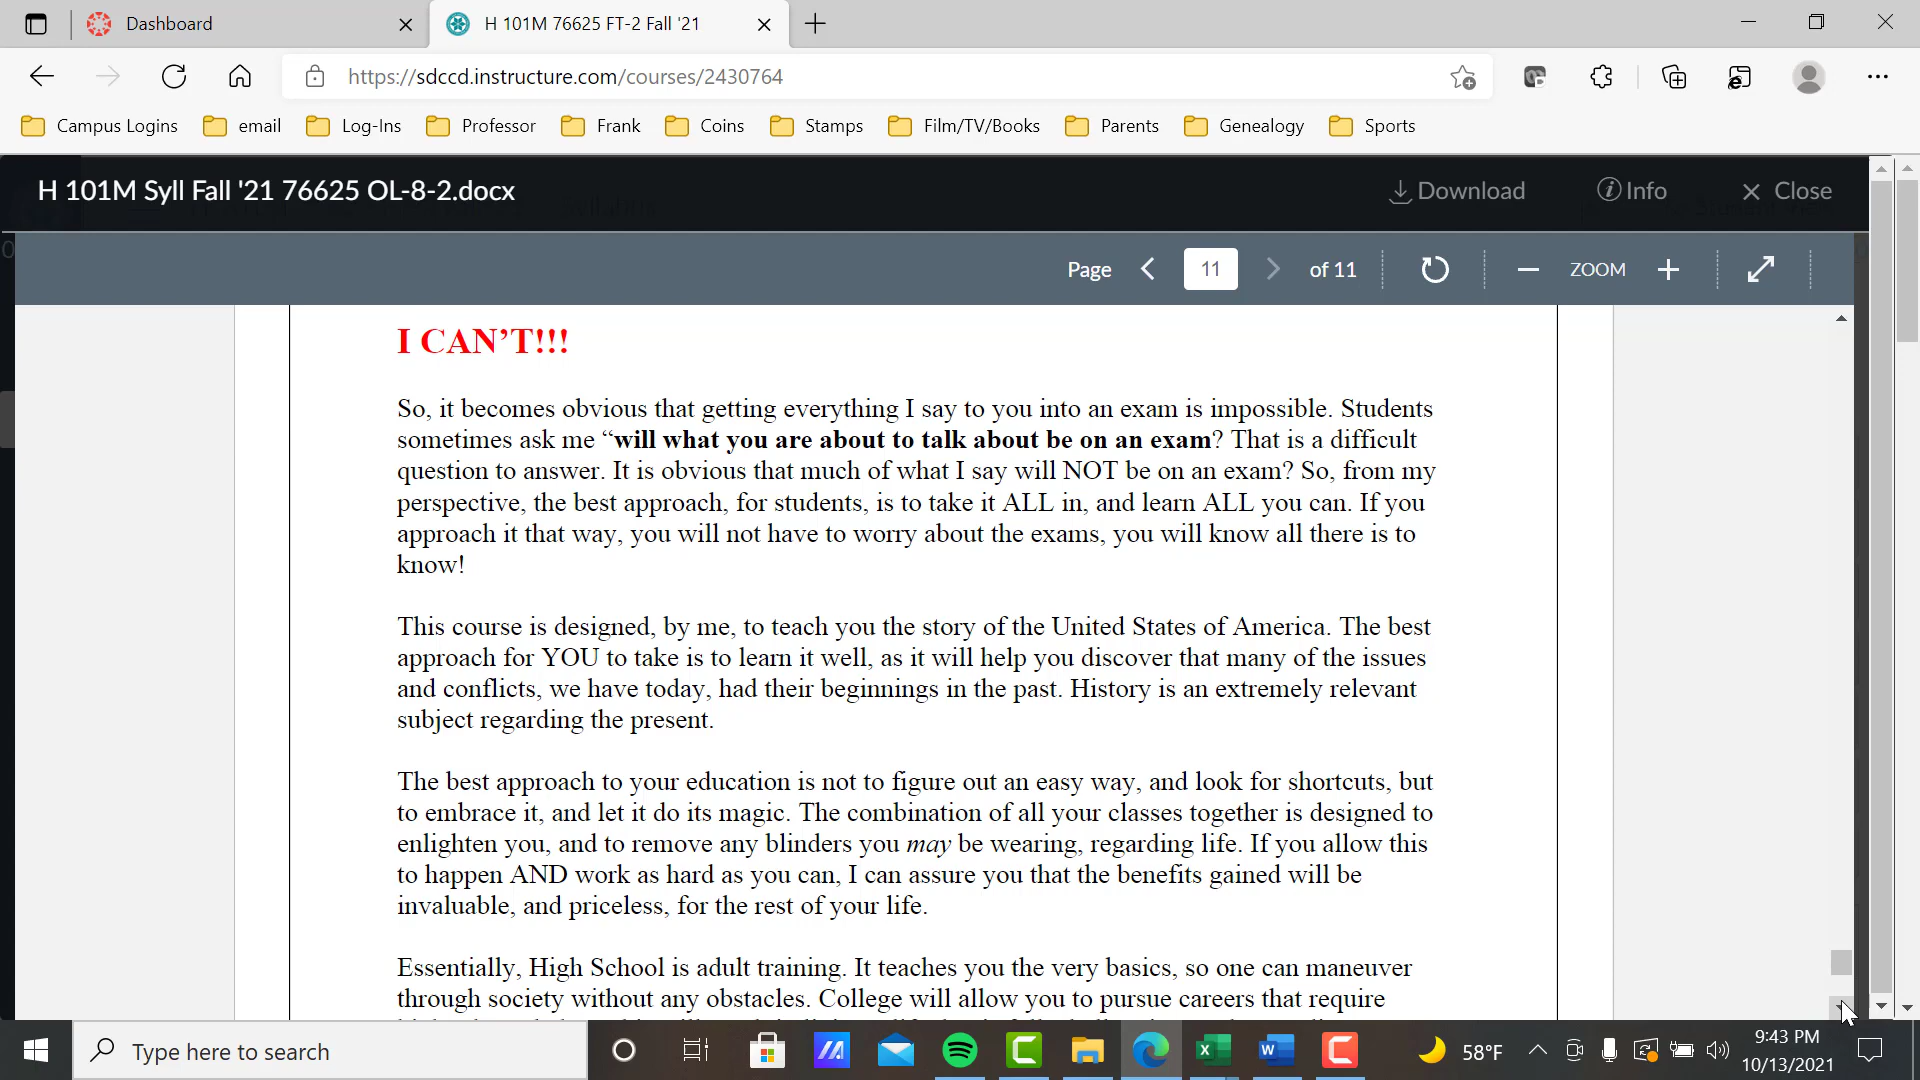 Dashboard
H 101M 76625 FT-2 Fall '21
https://sdccd.instructure.com/courses/2430764
Campus Logins email Log-Ins Professor Frank Coins Stamps Film/TV/Books Parents Genealogy Sports
H 101M Syll Fall '21 76625 OL-8-2.docx
Download Info Close
Page 11 of 11 ZOOM
I CAN’T!!!
So, it becomes obvious that getting everything I say to you into an exam is impossible. Students
sometimes ask me “will what you are about to talk about be on an exam? That is a difficult
question to answer. It is obvious that much of what I say will NOT be on an exam? So, from my
perspective, the best approach, for students, is to take it ALL in, and learn ALL you can. If you
approach it that way, you will not have to worry about the exams, you will know all there is to
know!
This course is designed, by me, to teach you the story of the United States of America. The best
approach for YOU to take is to learn it well, as it will help you discover that many of the issues
and conflicts, we have today, had their beginnings in the past. History is an extremely relevant
subject regarding the present.
The best approach to your education is not to figure out an easy way, and look for shortcuts, but
to embrace it, and let it do its magic. The combination of all your classes together is designed to
enlighten you, and to remove any blinders you may be wearing, regarding life. If you allow this
to happen AND work as hard as you can, I can assure you that the benefits gained will be
invaluable, and priceless, for the rest of your life.
Essentially, High School is adult training. It teaches you the very basics, so one can maneuver
through society without any obstacles. College will allow you to pursue careers that require
Type here to search
58°F
9:43 PM
10/13/2021